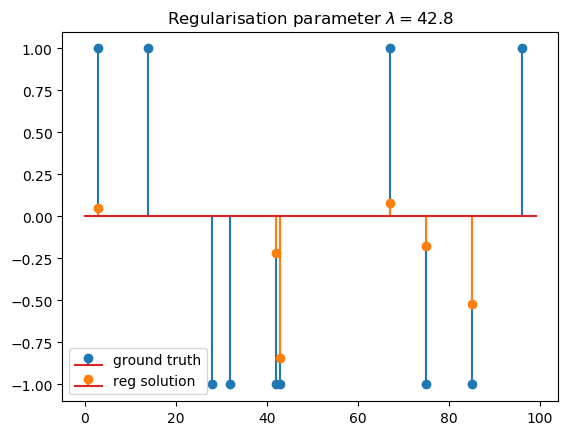 Regularisation parameter λ = 42.8
1.00
0.75
0.50
0.25
0.00
−0.25
−0.50
−0.75
−1.00
ground truth
reg solution
0 20 40 60 80 100